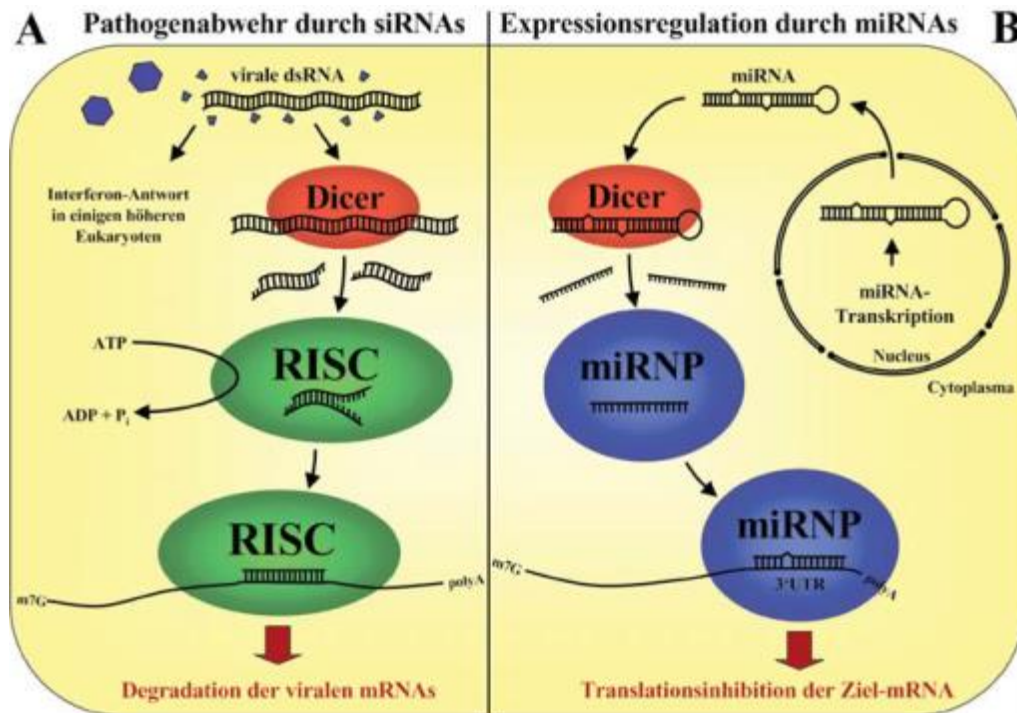 A
Pathogenabwehr durch siRNAs
virale dsRNA
Interferon-Antwort
in einigen höheren
Eukaryoten
Dicer
ATP
ADP + Pi
RISC
RISC
m7G
polyA
Degradation der viralen mRNAs
Expressionsregulation durch miRNAs
B
miRNA
Dicer
miRNA-
Transkription
Nucleus
Cytoplasma
miRNP
miRNP
m7G
3'UTR
polyA
Translationsinhibition der Ziel-mRNA